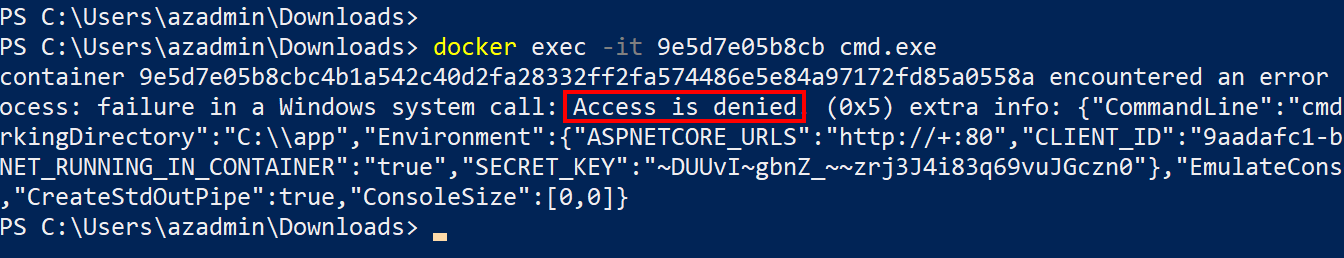 PS C:\Users\azadmin\Downloads>
PS C:\Users\azadmin\Downloads> docker exec -it 9e5d7e05b8cb cmd.exe
container 9e5d7e05b8cbc4b1a542c40d2fa28332ff2fa574486e5e84a97172fd85a0558a encountered an error
ocess: failure in a Windows system call: Access is denied (0x5) extra info: {"CommandLine":"cmd
rkingDirectory":"C:\\app","Environment":{"ASPNETCORE_URLS":"http://+:80","CLIENT_ID":"9aadafc1-b
NET_RUNNING_IN_CONTAINER":"true","SECRET_KEY":"~DUUvI~gbnZ_~~zrj3J4i83q69vuJGczn0"},"EmulateCons
,"CreateStdOutPipe":true,"ConsoleSize":[0,0]}
PS C:\Users\azadmin\Downloads>